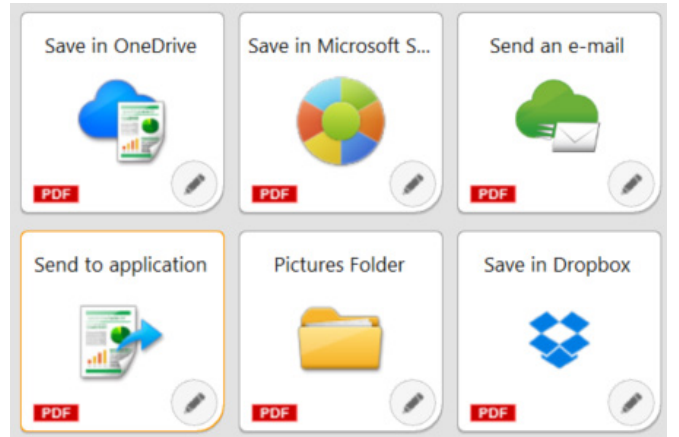 Save in OneDrive
Save in Microsoft S...
Send an e-mail
PDF
PDF
PDF
Send to application
Pictures Folder
Save in Dropbox
PDF
PDF
PDF